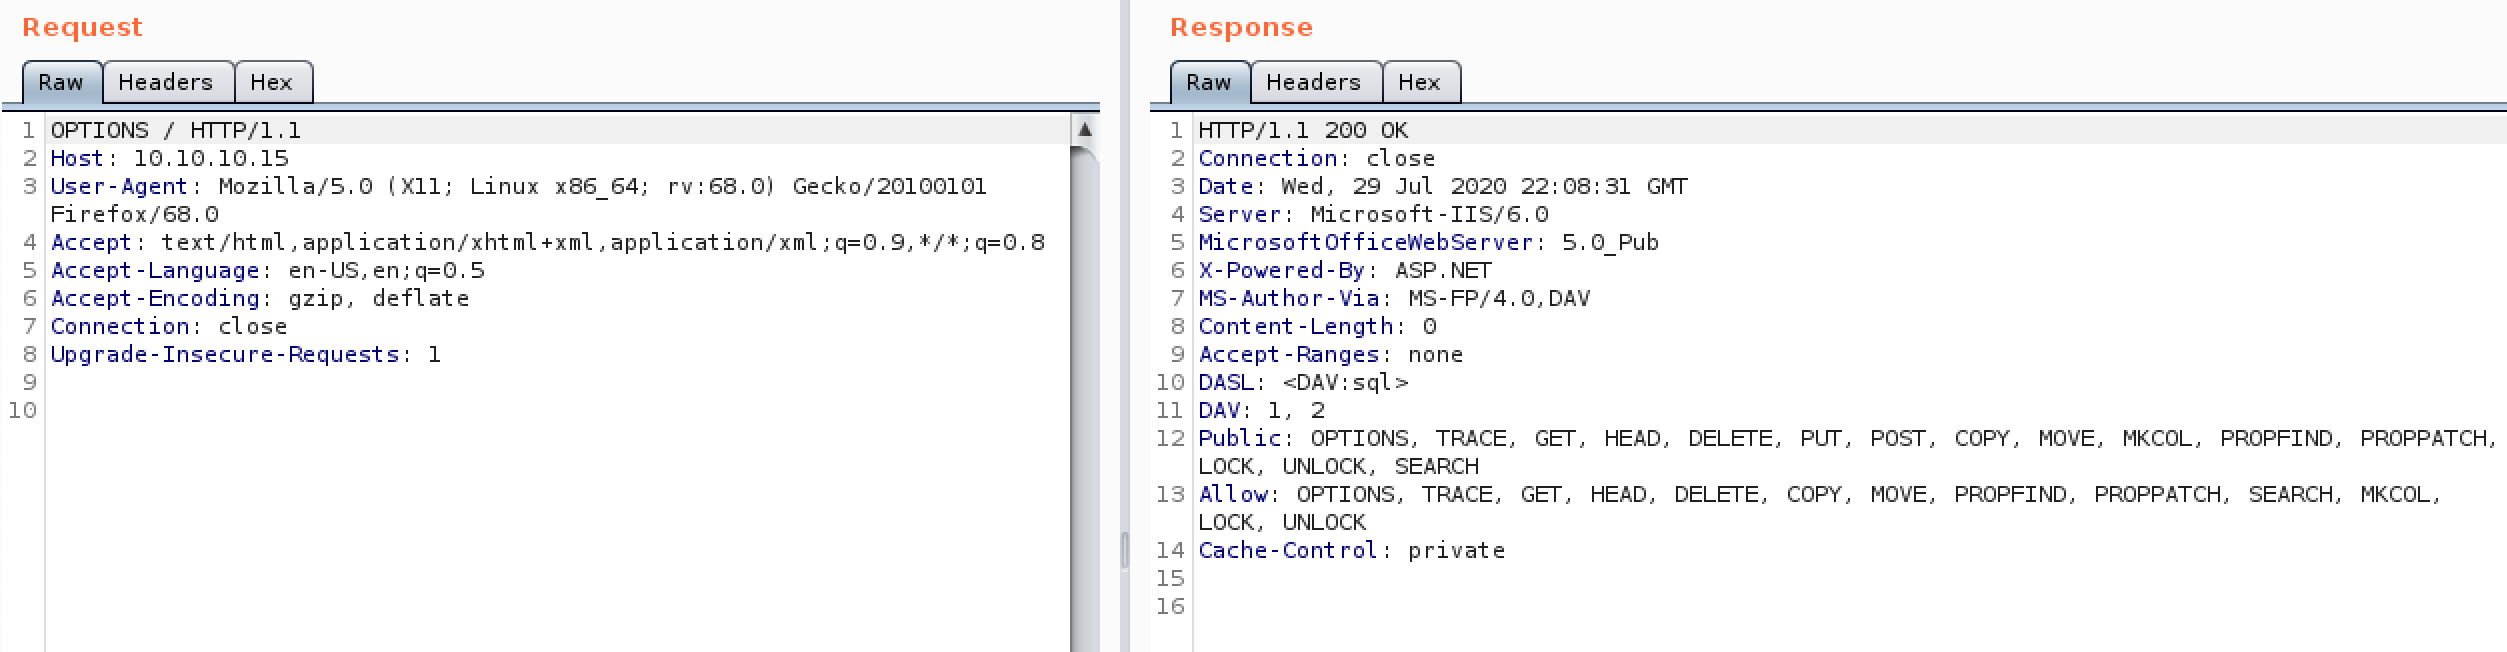 Request
Raw Headers Hex
1 OPTIONS / HTTP/1.1
2 Host: 10.10.10.15
3 User-Agent: Mozilla/5.0 (X11; Linux x86_64; rv:68.0) Gecko/20100101
Firefox/68.0
4 Accept: text/html,application/xhtml+xml,application/xml;q=0.9,*/*;q=0.8
5 Accept-Language: en-US,en;q=0.5
6 Accept-Encoding: gzip, deflate
7 Connection: close
8 Upgrade-Insecure-Requests: 1
9
10
Response
Raw Headers Hex
1 HTTP/1.1 200 OK
2 Connection: close
3 Date: Wed, 29 Jul 2020 22:08:31 GMT
4 Server: Microsoft-IIS/6.0
5 MicrosoftOfficeWebServer: 5.0_Pub
6 X-Powered-By: ASP.NET
7 MS-Author-Via: MS-FP/4.0,DAV
8 Content-Length: 0
9 Accept-Ranges: none
10 DASL: <DAV:sql>
11 DAV: 1, 2
12 Public: OPTIONS, TRACE, GET, HEAD, DELETE, PUT, POST, COPY, MOVE, MKCOL, PROPFIND, PROPPATCH,
LOCK, UNLOCK, SEARCH
13 Allow: OPTIONS, TRACE, GET, HEAD, DELETE, COPY, MOVE, PROPFIND, PROPPATCH, SEARCH, MKCOL,
LOCK, UNLOCK
14 Cache-Control: private
15
16